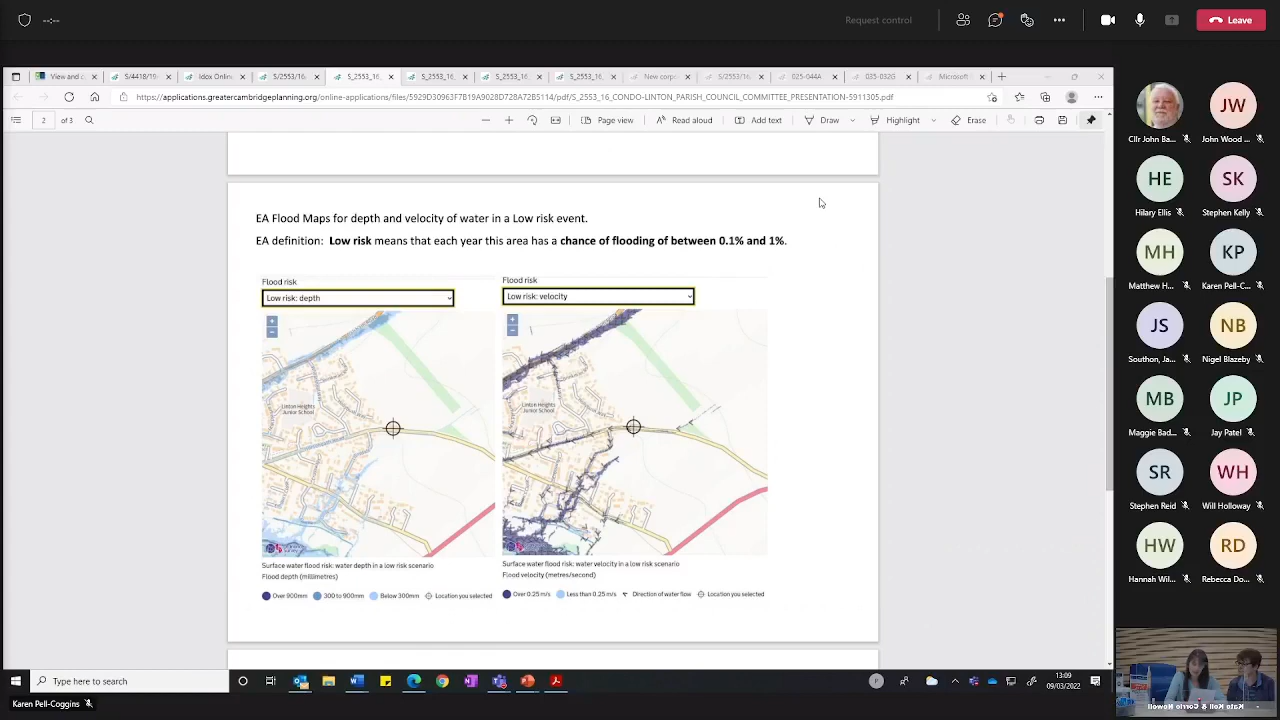 --:--
Request control
Leave
View and c
S/4418/19/
Idox Onlin
S/2553/16/
S_2553_16_
S_2553_16_
S_2553_16_
S_2553_16_
New corp
S/2553/16
025-044A
035-032G
Microsoft
https://applications.greatercambridgeplanning.org/online-applications/files/5929D30963F7B19A9028D728A72B5114/pdf/S_2553_16_CONDO-LINTON_PARISH_COUNCIL_COMMITTEE_PRESENTATION-5911305.pdf
2 of 3
Page view
Read aloud
Add text
Draw
Highlight
Erase
EA Flood Maps for depth and velocity of water in a Low risk event.
EA definition: Low risk means that each year this area has a chance of flooding of between 0.1% and 1%.
Flood risk
Low risk: depth
Linton Heights
Junior School
Surface water flood risk: water depth in a low risk scenario
Flood depth (millimetres)
Over 900mm 300 to 900mm Below 300mm Location you selected
Flood risk
Low risk: velocity
Linton Heights
Junior School
Surface water flood risk: water velocity in a low risk scenario
Flood velocity (metres/second)
Over 0.25 m/s Less than 0.25 m/s Direction of water flow Location you selected
Type here to search
13:09
09/03/2022
Karen Pell-Coggins
Cllr John Ba...
JW
John Wood ...
HE
Hilary Ellis
SK
Stephen Kelly
MH
Matthew H...
KP
Karen Pell-C...
JS
Southon, Ja...
NB
Nigel Blazeby
MB
Maggie Bad...
JP
Jay Patel
SR
Stephen Reid
WH
Will Holloway
HW
Hannah Wo...
RD
Rebecca Do...